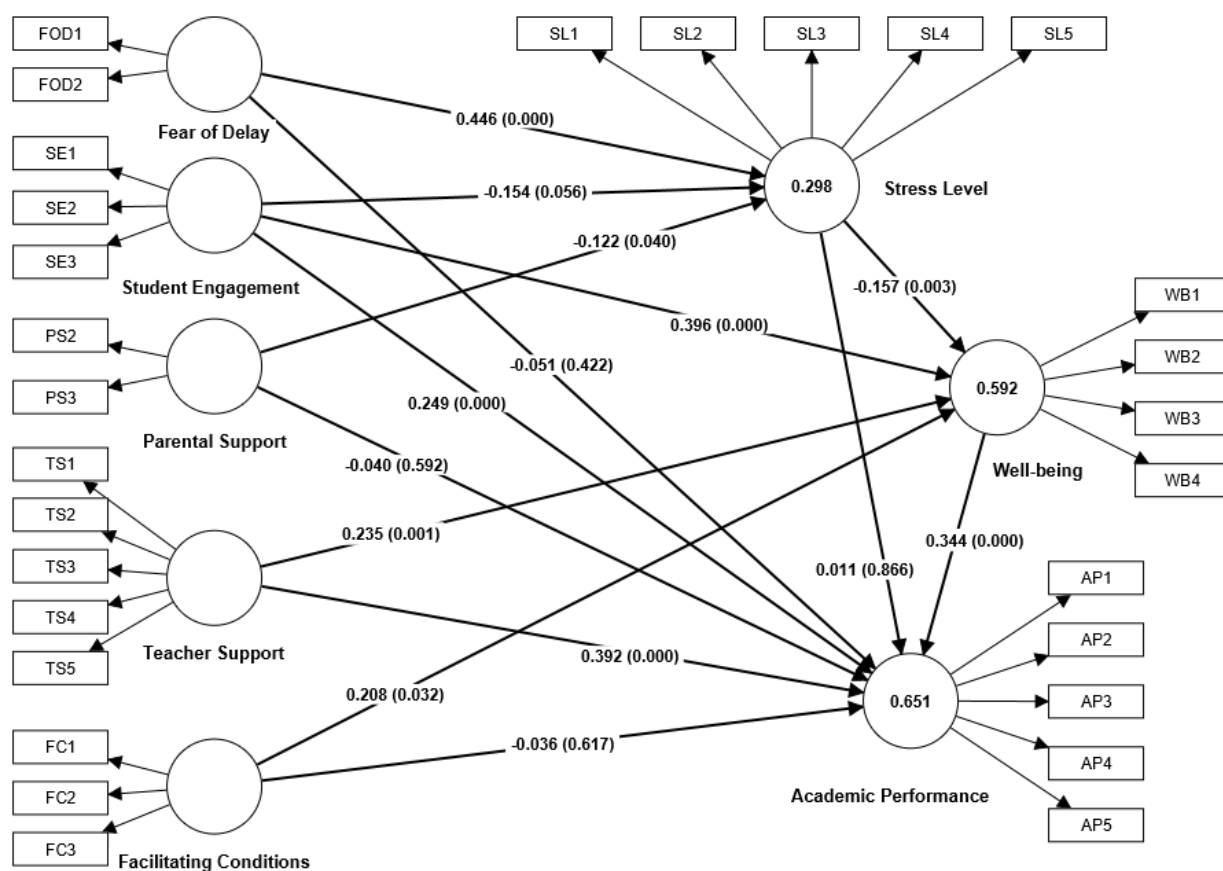 FOD1
FOD2
Fear of Delay
SE1
SE2
SE3
Student Engagement
PS2
PS3
Parental Support
TS1
TS2
TS3
TS4
TS5
Teacher Support
FC1
FC2
FC3
Facilitating Conditions
0.446 (0.000)
-0.154 (0.056)
-0.122 (0.040)
0.396 (0.000)
-0.051 (0.422)
0.249 (0.000)
-0.040 (0.592)
0.235 (0.001)
0.392 (0.000)
0.208 (0.032)
-0.036 (0.617)
SL1
SL2
SL3
SL4
SL5
0.298
Stress Level
-0.157 (0.003)
0.011 (0.866)
0.592
Well-being
WB1
WB2
WB3
WB4
0.344 (0.000)
0.651
Academic Performance
AP1
AP2
AP3
AP4
AP5